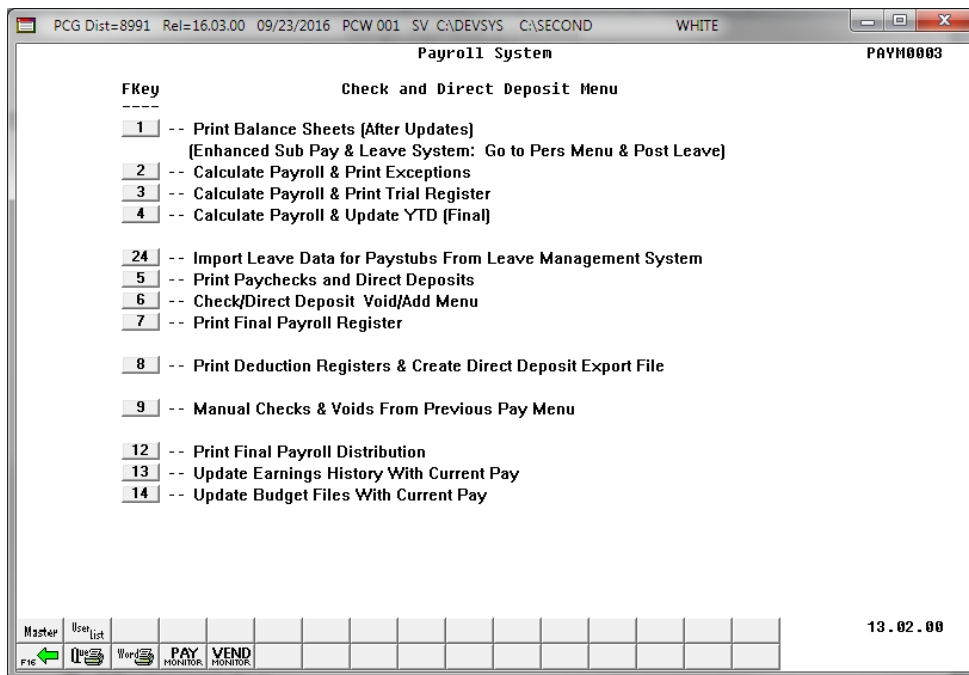 PCG Dist=8991 Rel=16.03.00 09/23/2016 PCW 001 SV C:\DEVSYS C:\SECOND WHITE
Payroll System PAYM0003
FKey Check and Direct Deposit Menu
----
1 -- Print Balance Sheets (After Updates)
(Enhanced Sub Pay & Leave System: Go to Pers Menu & Post Leave)
2 -- Calculate Payroll & Print Exceptions
3 -- Calculate Payroll & Print Trial Register
4 -- Calculate Payroll & Update YTD (Final)
24 -- Import Leave Data for Paystubs From Leave Management System
5 -- Print Paychecks and Direct Deposits
6 -- Check/Direct Deposit Void/Add Menu
7 -- Print Final Payroll Register
8 -- Print Deduction Registers & Create Direct Deposit Export File
9 -- Manual Checks & Voids From Previous Pay Menu
12 -- Print Final Payroll Distribution
13 -- Update Earnings History With Current Pay
14 -- Update Budget Files With Current Pay
Master User List 13.02.00
F16 Que Word PAY MONITOR VEND MONITOR